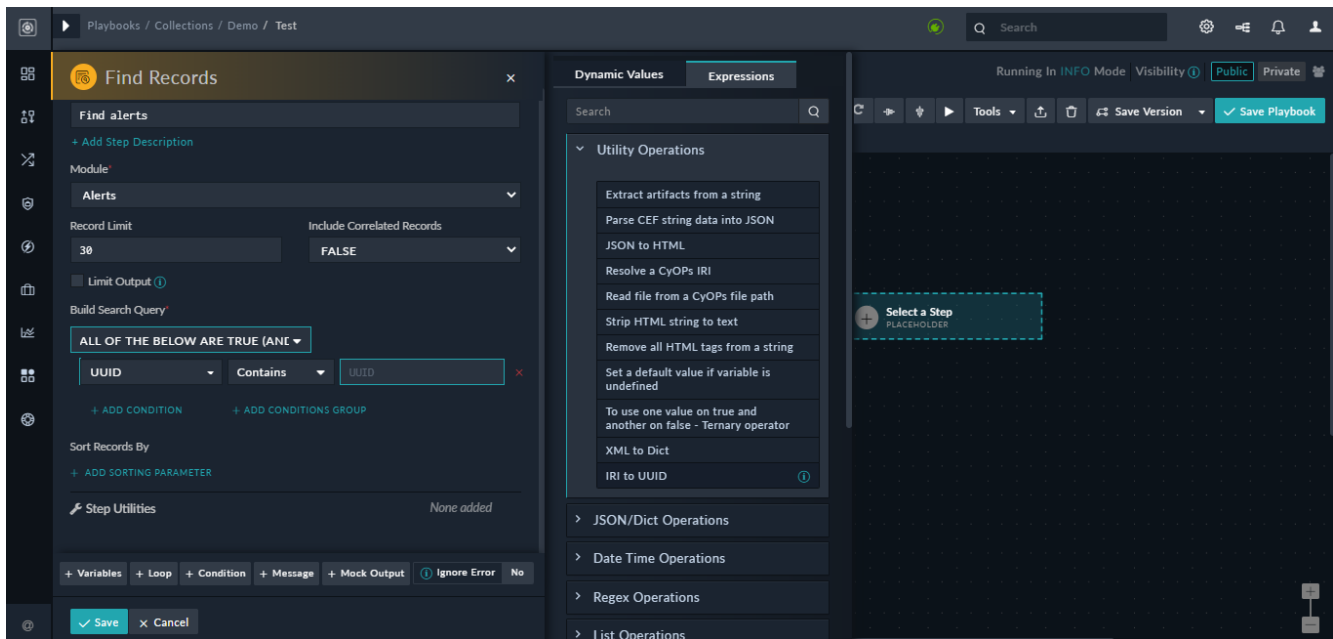 Playbooks / Collections / Demo / Test
Search
Find Records
Find alerts
+ Add Step Description
Module*
Alerts
Record Limit
Include Correlated Records
30
FALSE
Limit Output
Build Search Query*
ALL OF THE BELOW ARE TRUE (AND
UUID
Contains
UUID
+ ADD CONDITION
+ ADD CONDITIONS GROUP
Sort Records By
+ ADD SORTING PARAMETER
Step Utilities
None added
+ Variables
+ Loop
+ Condition
+ Message
+ Mock Output
Ignore Error
No
Save
× Cancel
Dynamic Values
Expressions
Search
Utility Operations
Extract artifacts from a string
Parse CEF string data into JSON
JSON to HTML
Resolve a CyOPs IRI
Read file from a CyOPs file path
Strip HTML string to text
Remove all HTML tags from a string
Set a default value if variable is
undefined
To use one value on true and
another on false - Ternary operator
XML to Dict
IRI to UUID
JSON/Dict Operations
Date Time Operations
Regex Operations
List Operations
Running In INFO Mode
Visibility
Public
Private
Tools
Save Version
Save Playbook
Select a Step
PLACEHOLDER
@